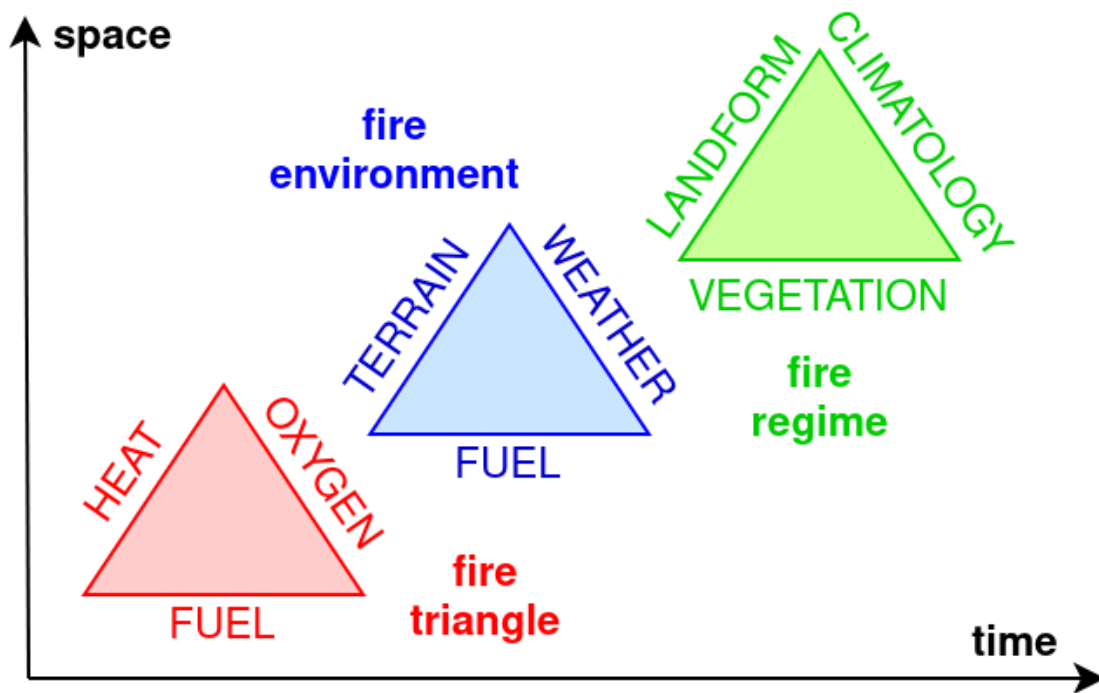 space
fire
environment
LANDFORM
CLIMATOLOGY
VEGETATION
fire
regime
TERRAIN
WEATHER
FUEL
HEAT
OXYGEN
FUEL
fire
triangle
time